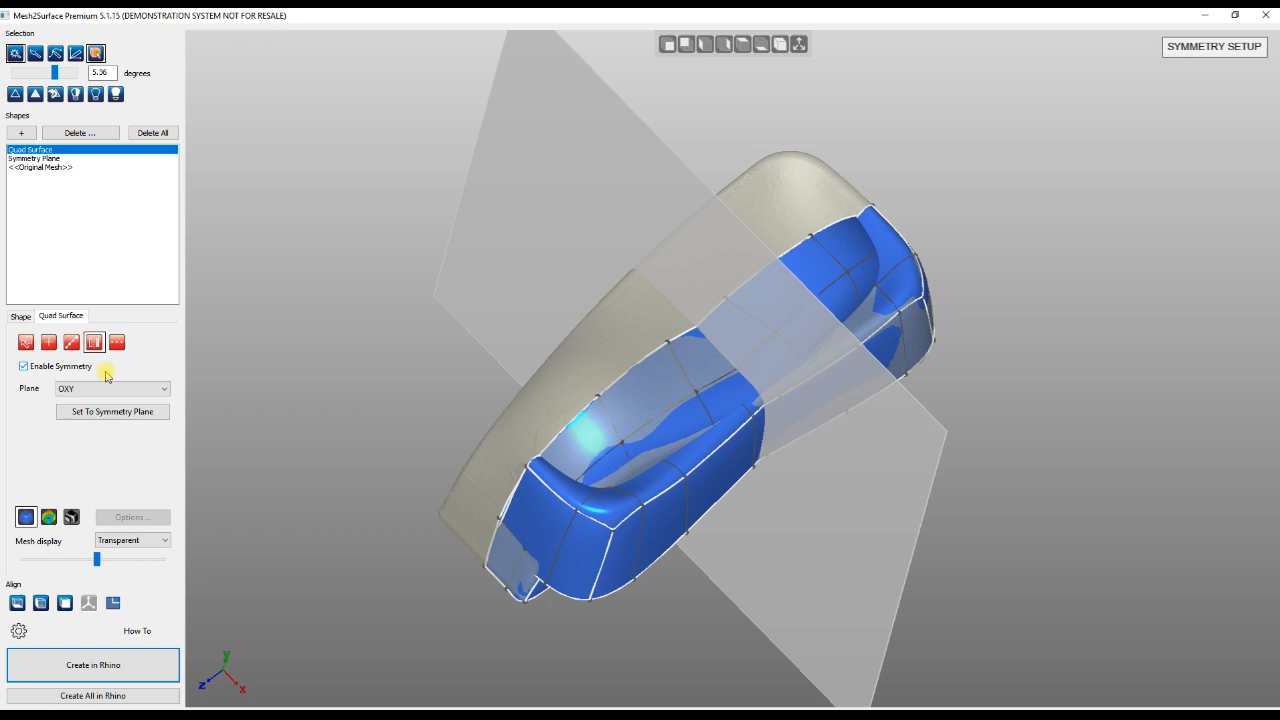 Mesh2Surface Premium 5.1.15 (DEMONSTRATION SYSTEM NOT FOR RESALE)
Selection
SYMMETRY SETUP
5.36 degrees
Shapes
+ Delete ... Delete All
Quad Surface
Symmetry Plane
<<Original Mesh>>
Shape Quad Surface
Enable Symmetry
Plane OXY
Set To Symmetry Plane
Options ...
Mesh display Transparent
Align
How To
Create in Rhino
Create All in Rhino
y
z
x